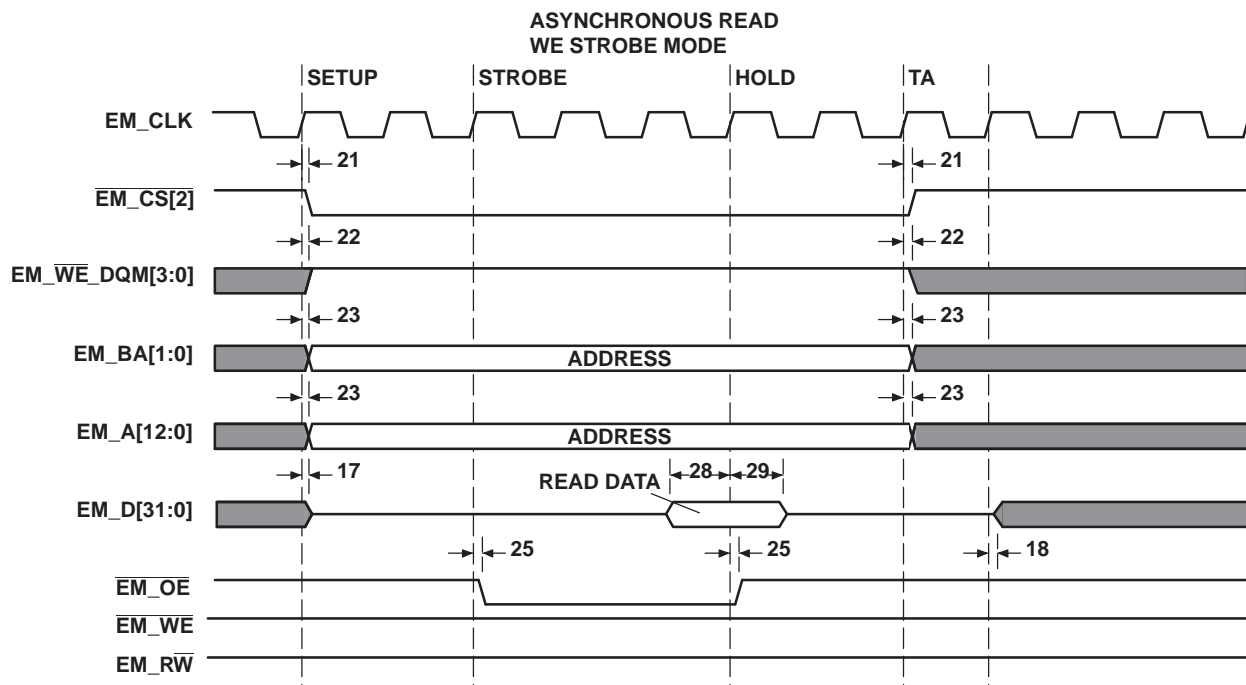 ASYNCHRONOUS READ
WE STROBE MODE
SETUP STROBE HOLD TA
EM_CLK
21 21
EM_CS[2]
22 22
EM_WE_DQM[3:0]
23 23
EM_BA[1:0] ADDRESS
23 23
EM_A[12:0] ADDRESS
17 28 29
READ DATA
EM_D[31:0]
25 25 18
EM_OE
EM_WE
EM_RW